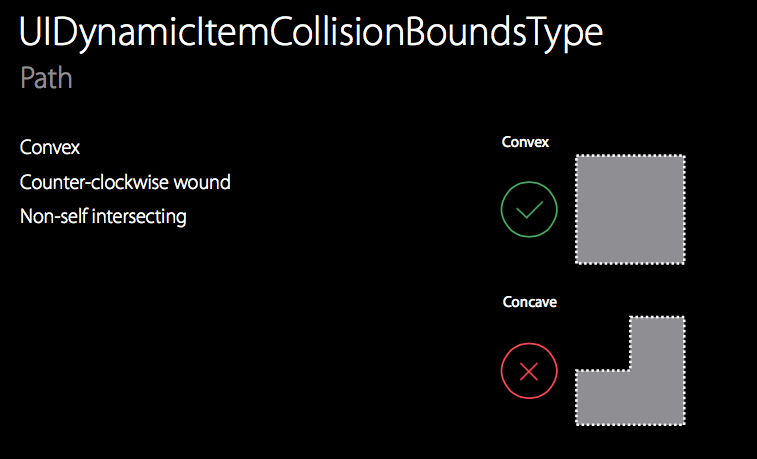 UIDynamicItemCollisionBoundsType
Path
Convex
Counter-clockwise wound
Non-self intersecting
Convex
Concave